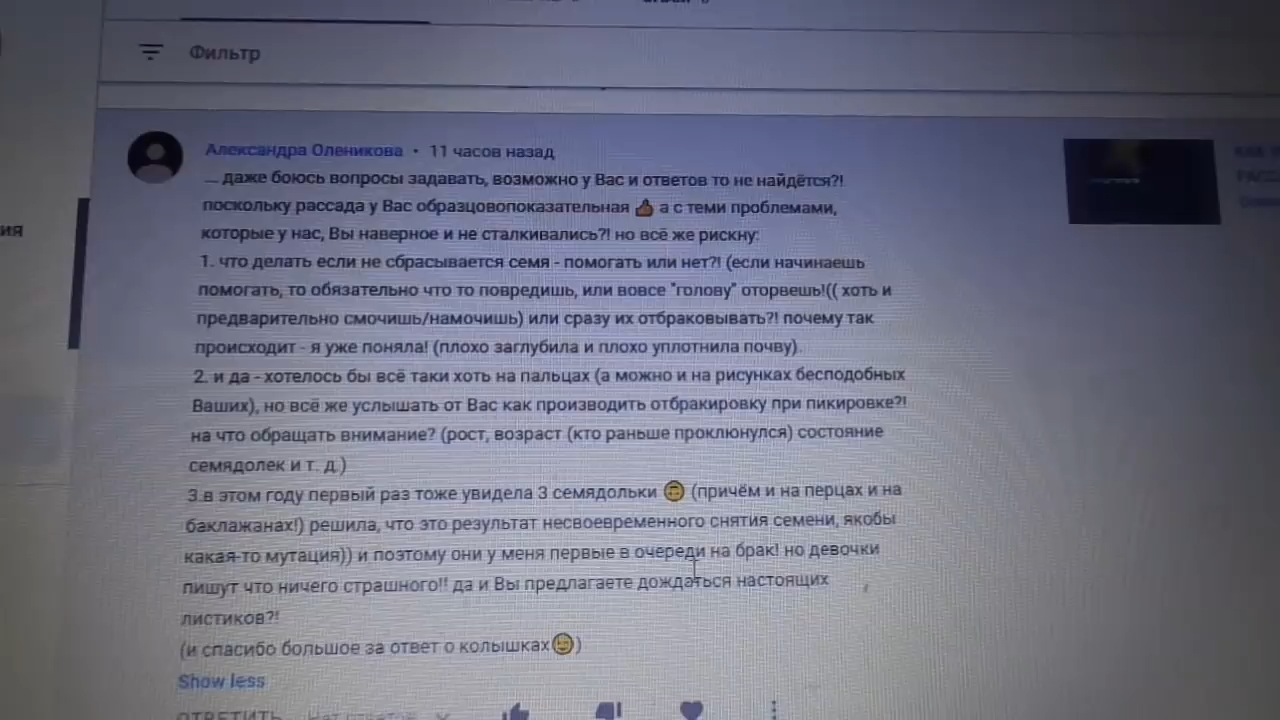 Фильтр
ия
Александра Оленикова • 11 часов назад
... даже боюсь вопросы задавать, возможно у Вас и ответов то не найдётся?!
поскольку рассада у Вас образцовопоказательная 👍 а с теми проблемами,
которые у нас, Вы наверное и не сталкивались?! но всё же рискну:
1. что делать если не сбрасывается семя - помогать или нет?! (если начинаешь
помогать, то обязательно что то повредишь, или вовсе "голову" оторвешь!(( хоть и
предварительно смочишь/намочишь) или сразу их отбраковывать?! почему так
происходит - я уже поняла! (плохо заглубила и плохо уплотнила почву).
2. и да - хотелось бы всё таки хоть на пальцах (а можно и на рисунках бесподобных
Ваших), но всё же услышать от Вас как производить отбракировку при пикировке?!
на что обращать внимание? (рост, возраст (кто раньше проклюнулся) состояние
семядолек и т. д.)
3.в этом году первый раз тоже увидела 3 семядольки 🙃 (причём и на перцах и на
баклажанах!) решила, что это результат несвоевременного снятия семени, якобы
какая-то мутация)) и поэтому они у меня первые в очереди на брак! но девочки
пишут что ничего страшного!! да и Вы предлагаете дождаться настоящих
листиков?!
(и спасибо большое за ответ о колышках😉)
Show less
ОТВЕТИТЬ Нет ответов